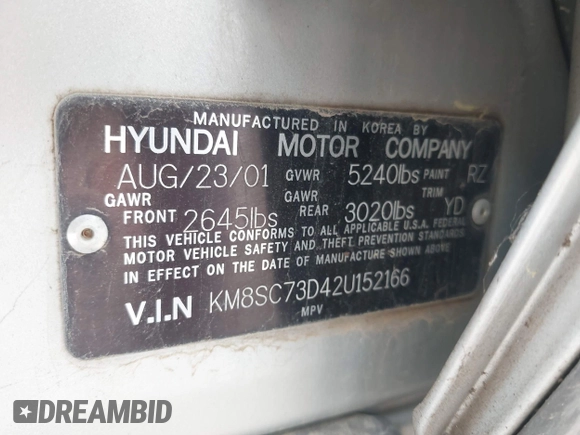 MANUFACTURED IN KOREA BY
HYUNDAI MOTOR COMPANY
AUG/23/01 GVWR 5240lbs PAINT RZ
GAWR FRONT 2645lbs GAWR REAR 3020lbs TRIM YD
THIS VEHICLE CONFORMS TO ALL APPLICABLE U.S.A. FEDERAL
MOTOR VEHICLE SAFETY AND THEFT PREVENTION STANDARDS
IN EFFECT ON THE DATE OF MANUFACTURE SHOWN ABOVE
V.I.N KM8SC73D42U152166
MPV
DREAMBID